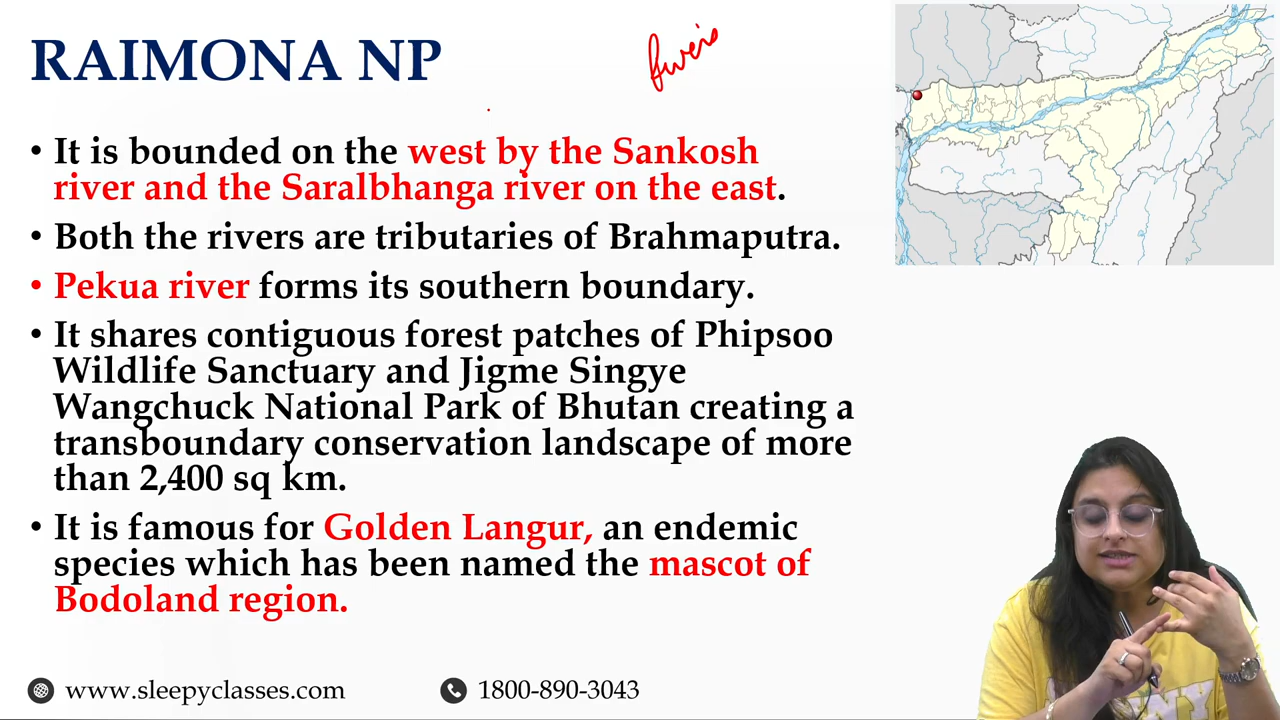 RAIMONA NP
• It is bounded on the west by the Sankosh
river and the Saralbhanga river on the east.
• Both the rivers are tributaries of Brahmaputra.
• Pekua river forms its southern boundary.
• It shares contiguous forest patches of Phipsoo
Wildlife Sanctuary and Jigme Singye
Wangchuck National Park of Bhutan creating a
transboundary conservation landscape of more
than 2,400 sq km.
• It is famous for Golden Langur, an endemic
species which has been named the mascot of
Bodoland region.
www.sleepyclasses.com
1800-890-3043